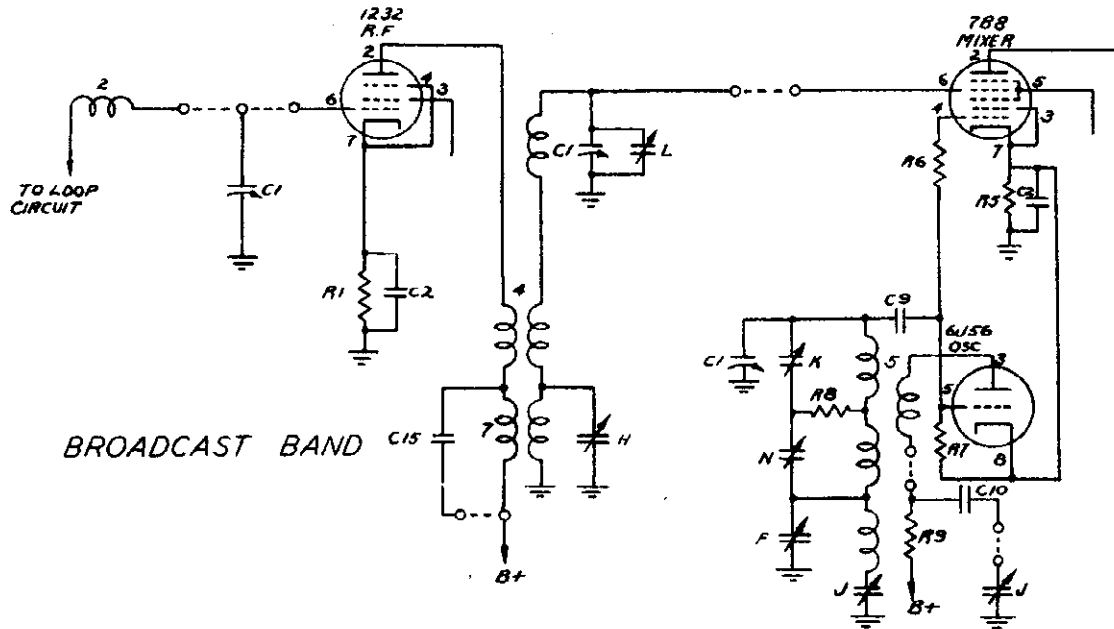 1232
R.F
2
4
3
6
7
2
TO LOOP
CIRCUIT
C1
R1
C2
4
C1
L
7B8
MIXER
2
6
5
4
3
7
R6
R5
C2
C9
6J5G
OSC
3
5
8
R7
C1
K
R8
5
N
F
J
R9
C10
B+
J
BROADCAST BAND
C15
7
H
B+